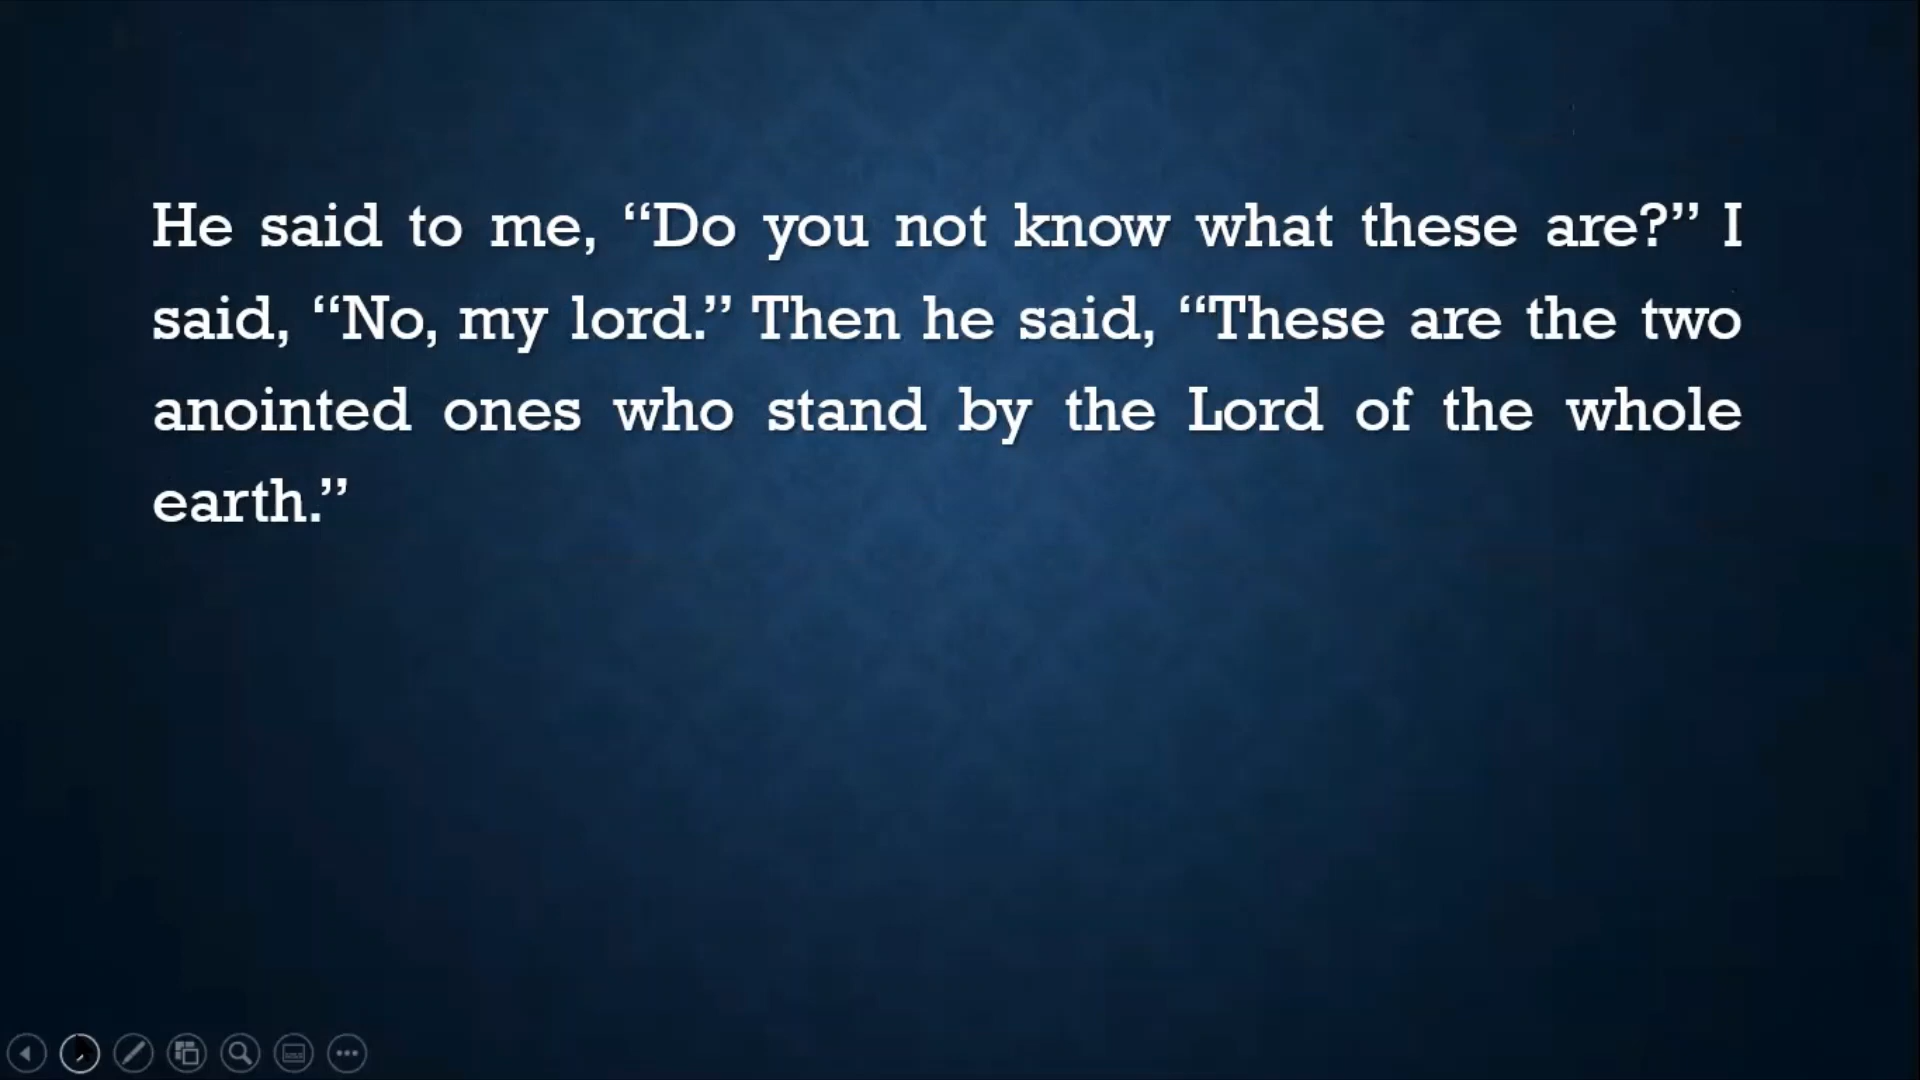 He said to me, “Do you not know what these are?” I
said, “No, my lord.” Then he said, “These are the two
anointed ones who stand by the Lord of the whole
earth.”